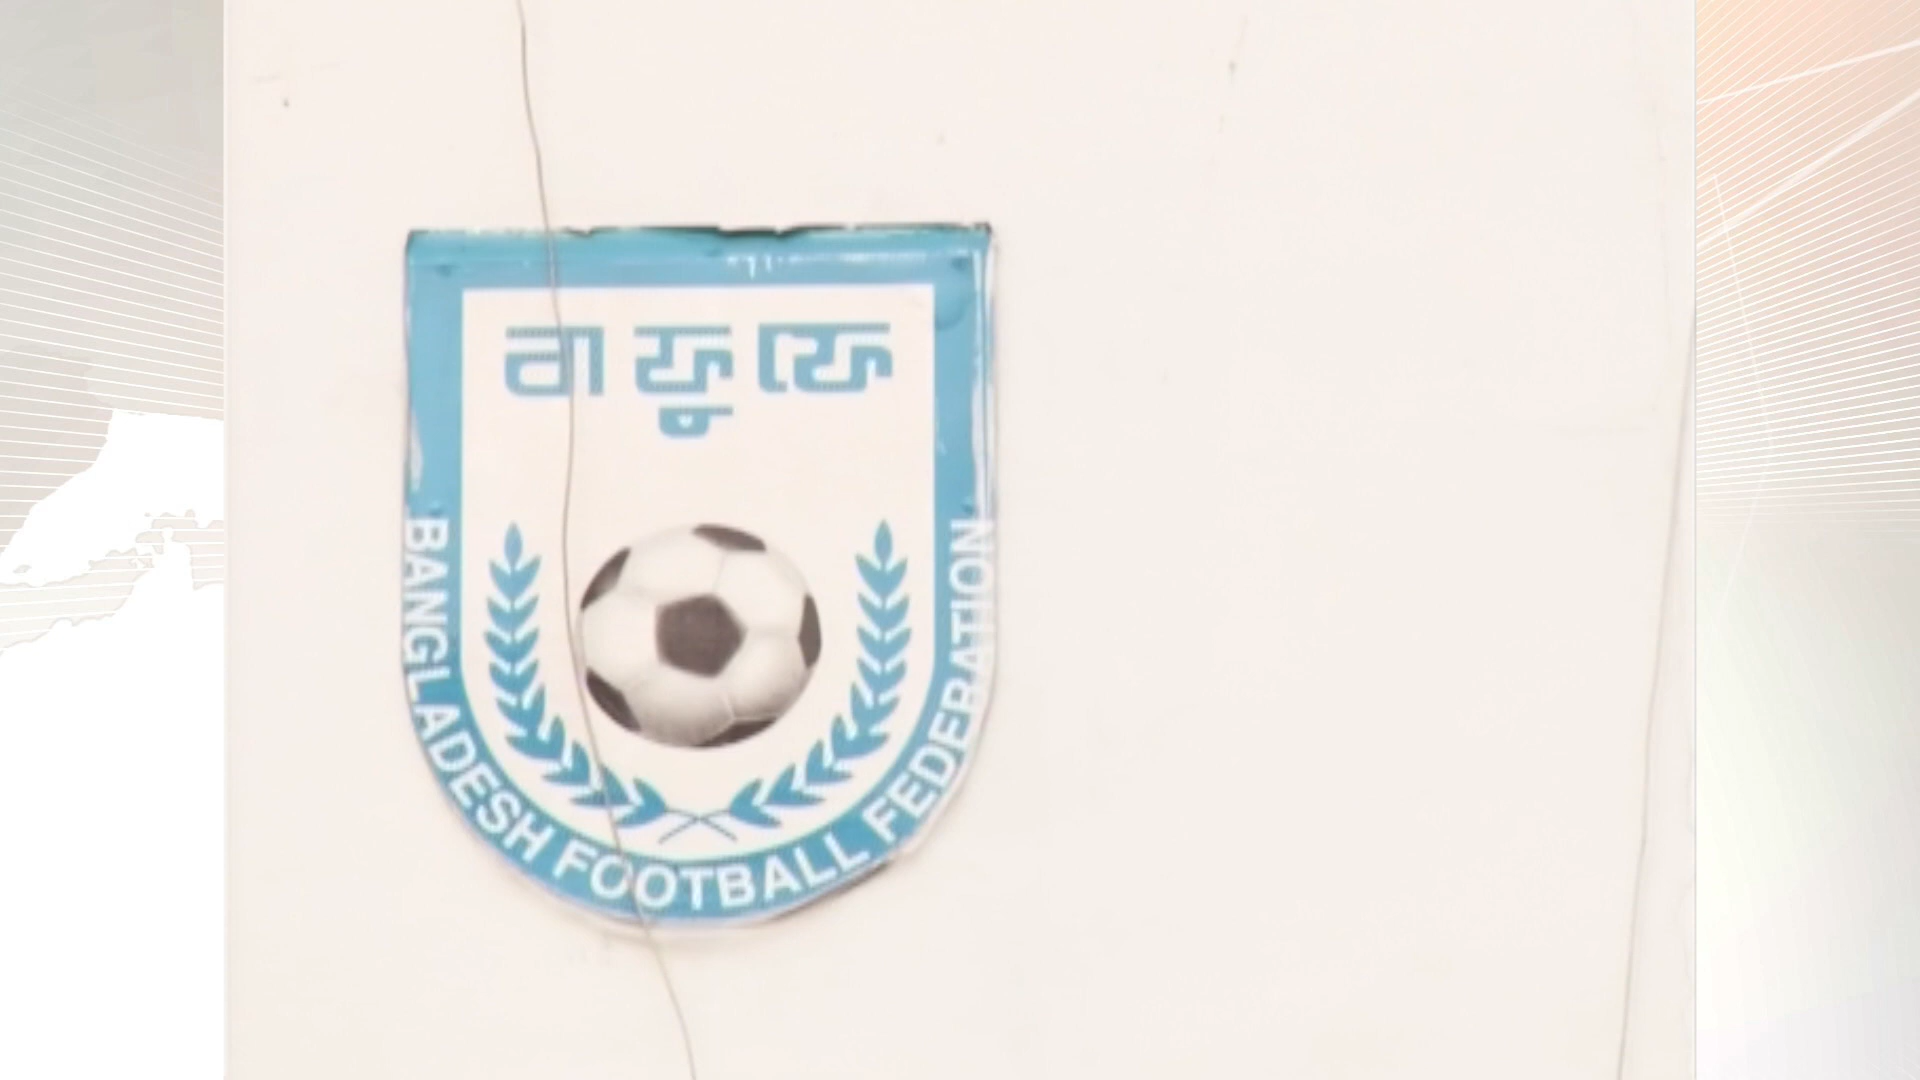 বা ফু ফে
BANGLADESH FOOTBALL FEDERATION